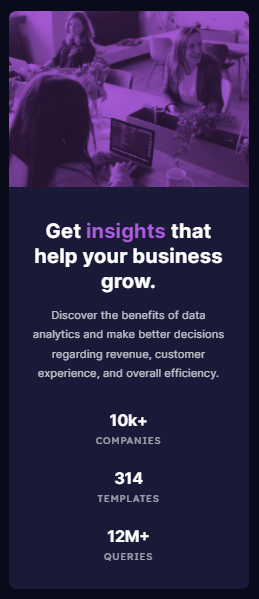 Get insights that
help your business
grow.
Discover the benefits of data
analytics and make better decisions
regarding revenue, customer
experience, and overall efficiency.
10k+
COMPANIES
314
TEMPLATES
12M+
QUERIES